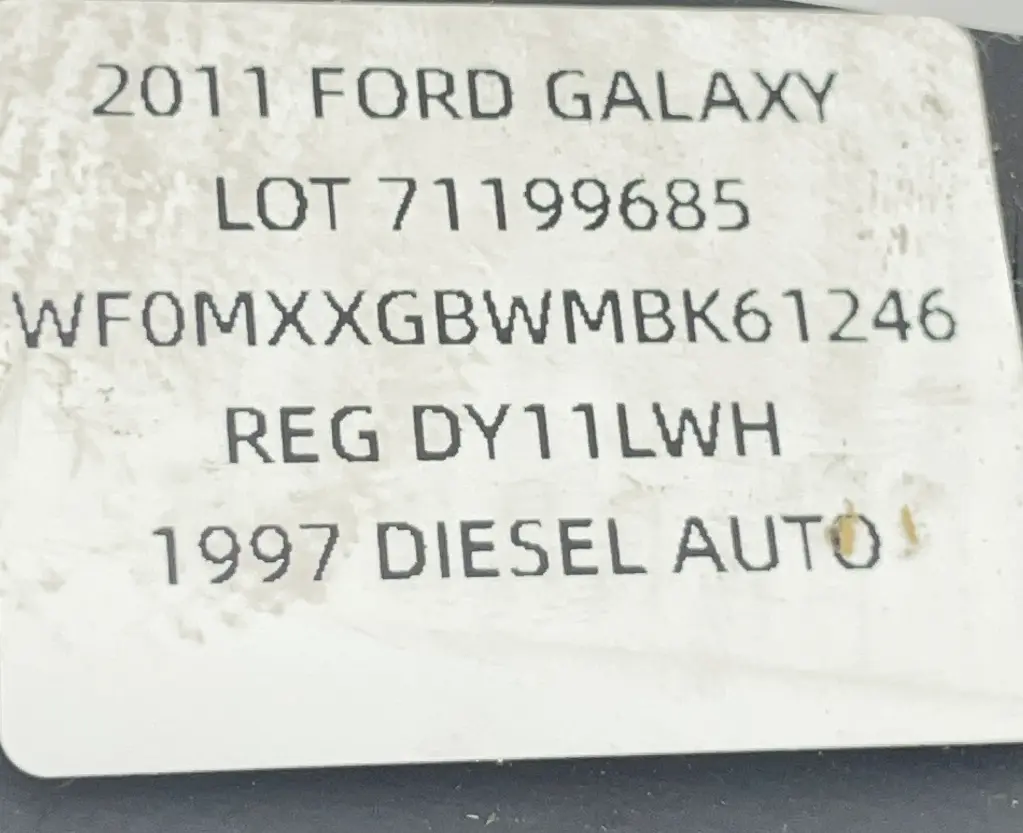 2011 FORD GALAXY
LOT 71199685
WF0MXXGBWMBK61246
REG DY11LWH
1997 DIESEL AUTO